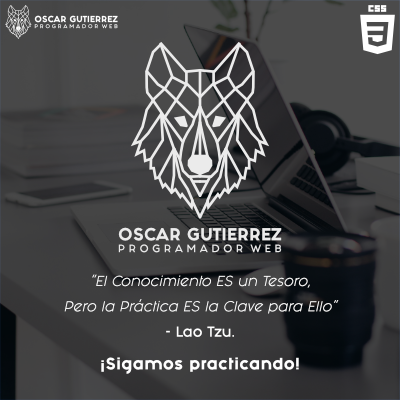 OSCAR GUTIERREZ
PROGRAMADOR WEB
CSS
3
OSCAR GUTIERREZ
PROGRAMADOR WEB
"El Conocimiento ES un Tesoro,
Pero la Práctica ES la Clave para Ello"
- Lao Tzu.
¡Sigamos practicando!